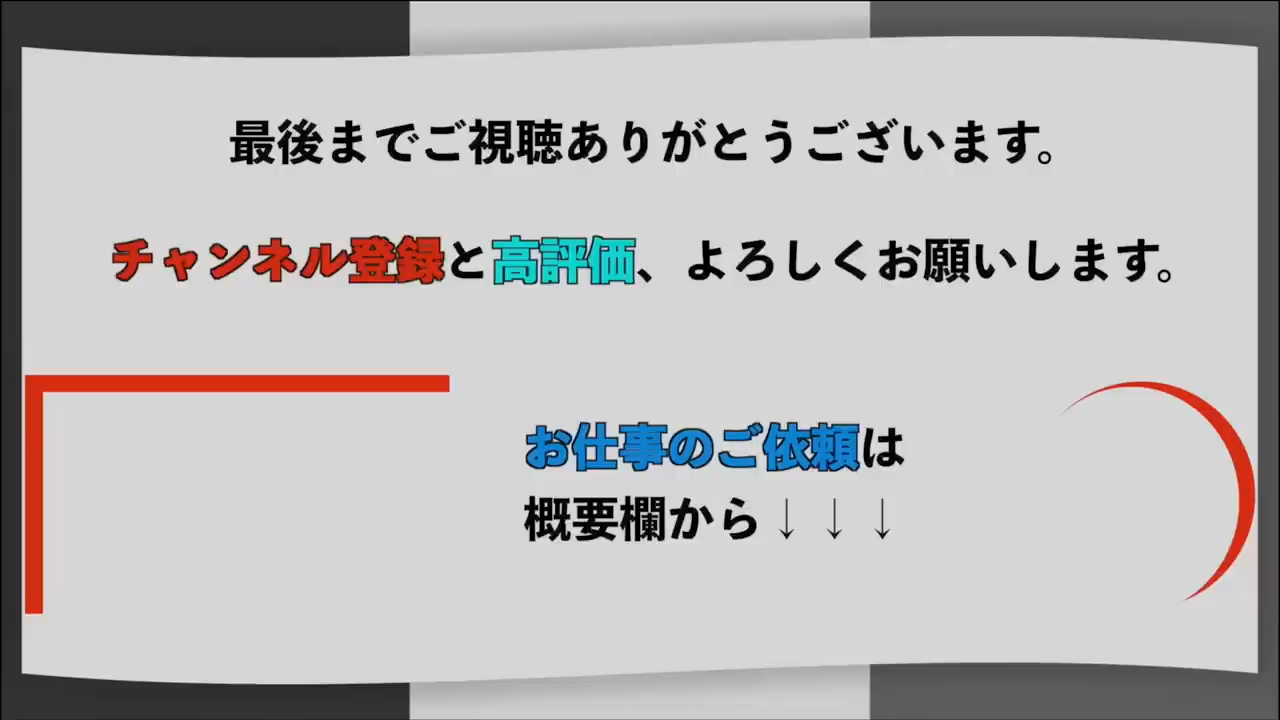 最後までご視聴ありがとうございます。
チャンネル登録と高評価、よろしくお願いします。
お仕事のご依頼は
概要欄から↓↓↓